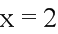 x = 2